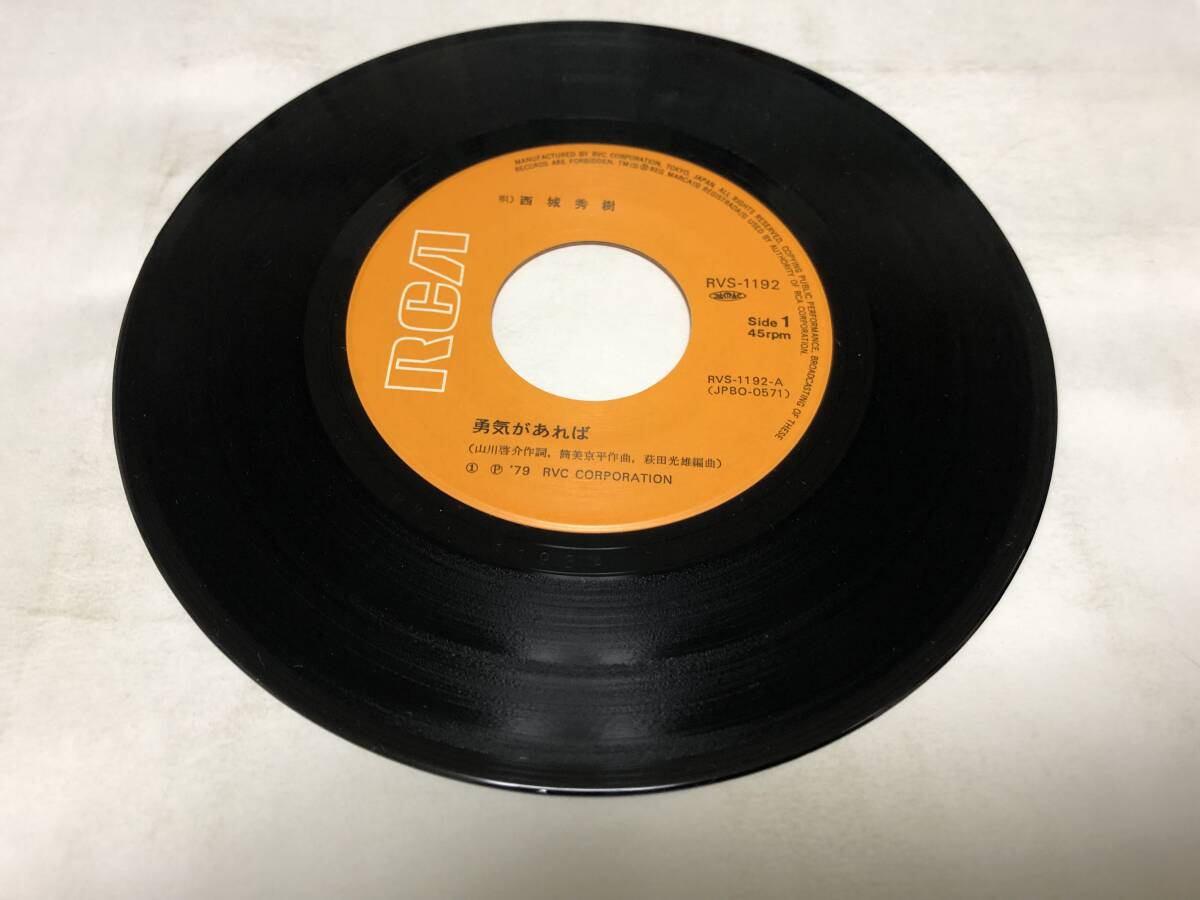 MANUFACTURED BY RVC CORPORATION, TOKYO, JAPAN. ALL RIGHTS RESERVED. COPYING PUBLIC PERFORMANCE, BROADCASTING OF THESE
RECORDS ARE FORBIDDEN. TM(S) ® REG. MARCA(S) REGISTRADA(S) USED BY AUTHORITY OF RCA CORPORATION.
唄) 西城秀樹
RCA
RVS-1192
Side 1
45rpm
RVS-1192-A
(JPBO-0571)
勇気があれば
(山川啓介作詞, 筒美京平作曲, 萩田光雄編曲)
① Ⓟ '79 RVC CORPORATION